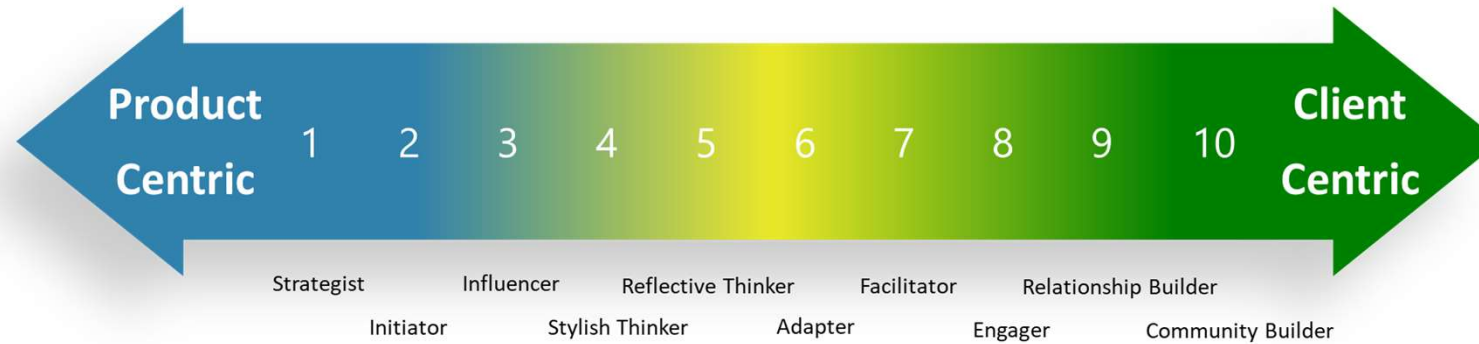 Product
Centric
1 2 3 4 5 6 7 8 9 10
Client
Centric
Strategist Influencer Reflective Thinker Facilitator Relationship Builder
Initiator Stylish Thinker Adapter Engager Community Builder